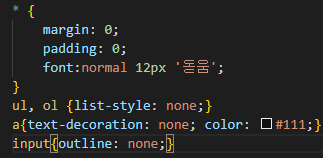 * {
margin: 0;
padding: 0;
font:normal 12px '돋움';
}
ul, ol {list-style: none;}
a{text-decoration: none; color: #111;}
input{outline: none;}